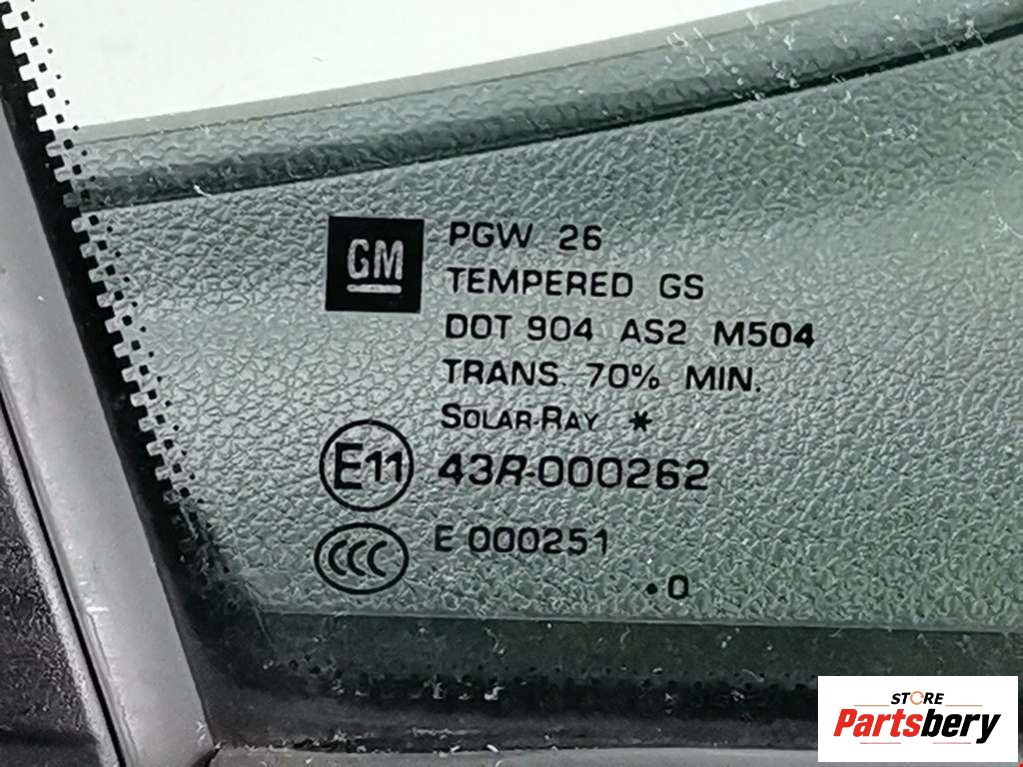 GM
PGW 26
TEMPERED GS
DOT 904 AS2 M504
TRANS. 70% MIN.
SOLAR-RAY *
E11 43R-000262
CCC E 000251
.0
STORE
Partsbery